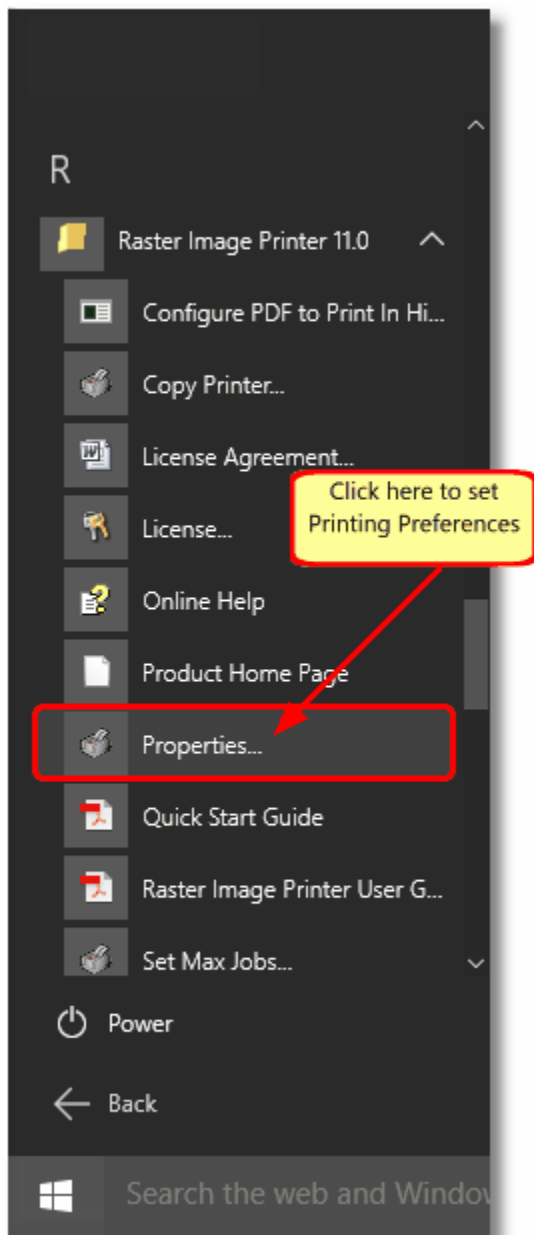 R
Raster Image Printer 11.0
Configure PDF to Print In Hi...
Copy Printer...
License Agreement...
Click here to set
Printing Preferences
License...
Online Help
Product Home Page
Properties...
Quick Start Guide
Raster Image Printer User G...
Set Max Jobs...
Power
Back
Search the web and Window